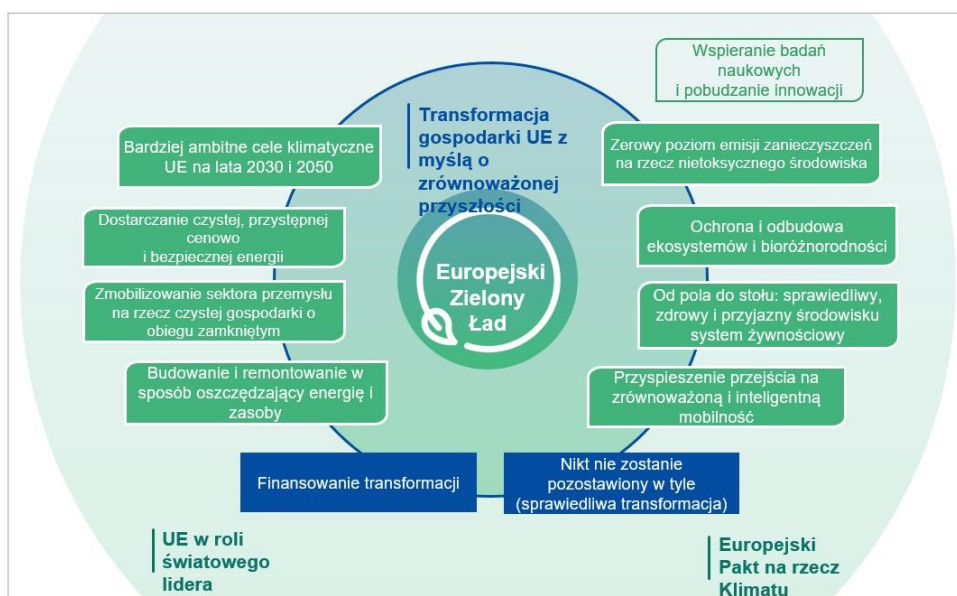 Wspieranie badań
naukowych
i pobudzanie innowacji
Transformacja
gospodarki UE z
myślą o
zrównoważonej
przyszłości
Bardziej ambitne cele klimatyczne
UE na lata 2030 i 2050
Zerowy poziom emisji zanieczyszczeń
na rzecz nietoksycznego środowiska
Dostarczanie czystej, przystępnej
cenowo
i bezpiecznej energii
Ochrona i odbudowa
ekosystemów i bioróżnorodności
Europejski
Zielony
Ład
Zmobilizowanie sektora przemysłu
na rzecz czystej gospodarki o
obiegu zamkniętym
Od pola do stołu: sprawiedliwy,
zdrowy i przyjazny środowisku
system żywnościowy
Budowanie i remontowanie w
sposób oszczędzający energię i
zasoby
Przyspieszenie przejścia na
zrównoważoną i inteligentną
mobilność
Finansowanie transformacji
Nikt nie zostanie
pozostawiony w tyle
(sprawiedliwa transformacja)
UE w roli
światowego
lidera
Europejski
Pakt na rzecz
Klimatu